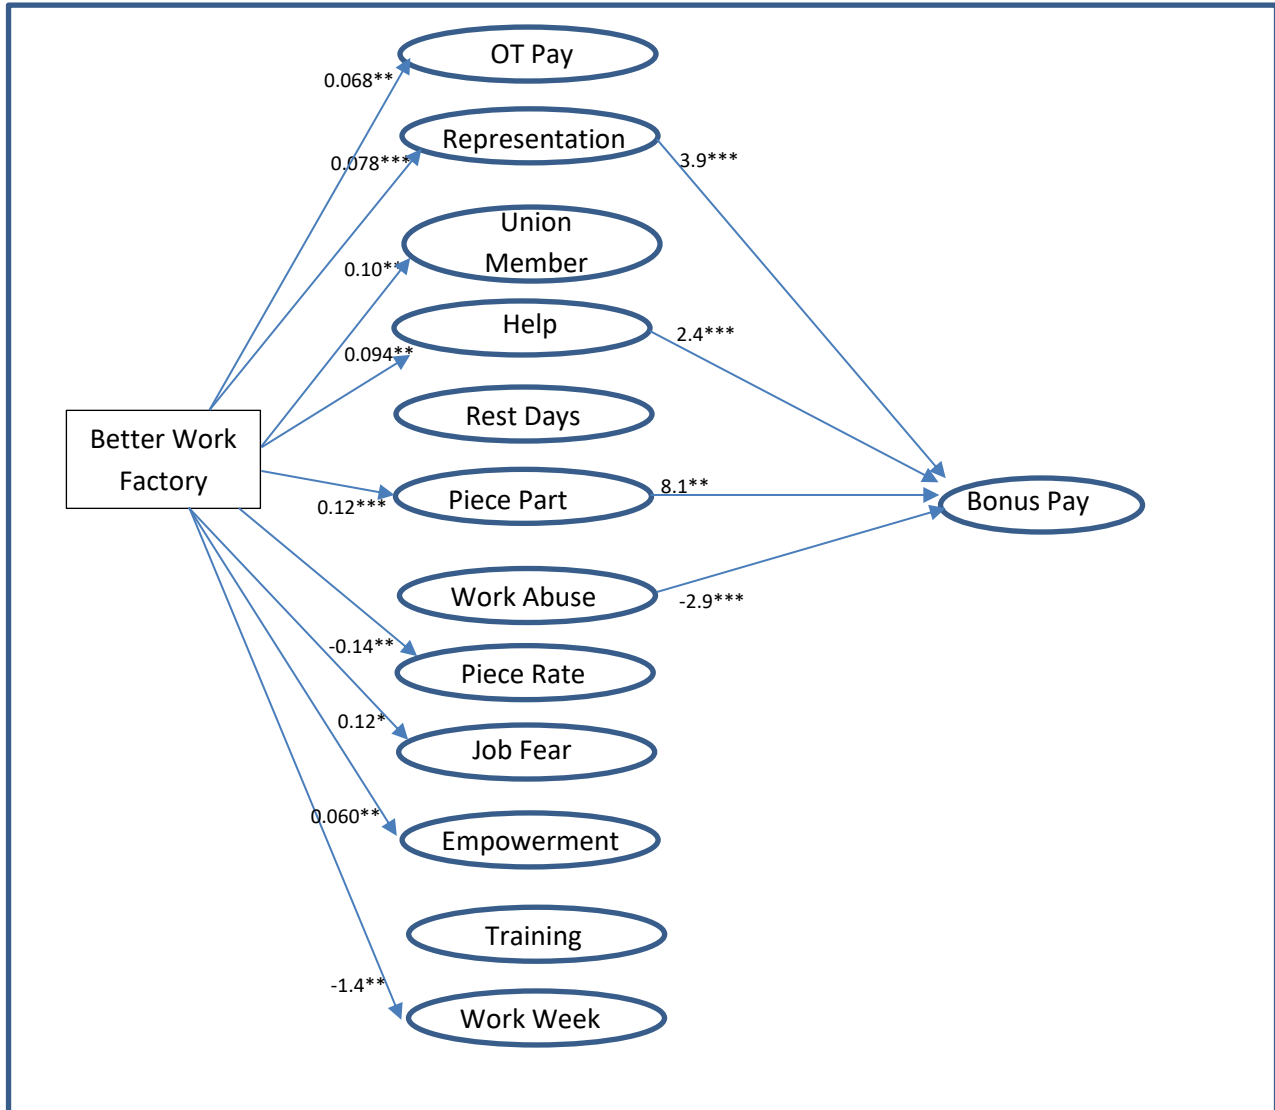 OT Pay
0.068**
Representation
0.078***
3.9***
Union
Member
0.10**
Help
2.4***
0.094**
Rest Days
Better Work
Factory
Piece Part
8.1**
0.12***
Bonus Pay
Work Abuse
-2.9***
-0.14**
Piece Rate
0.12*
Job Fear
0.060**
Empowerment
Training
-1.4**
Work Week